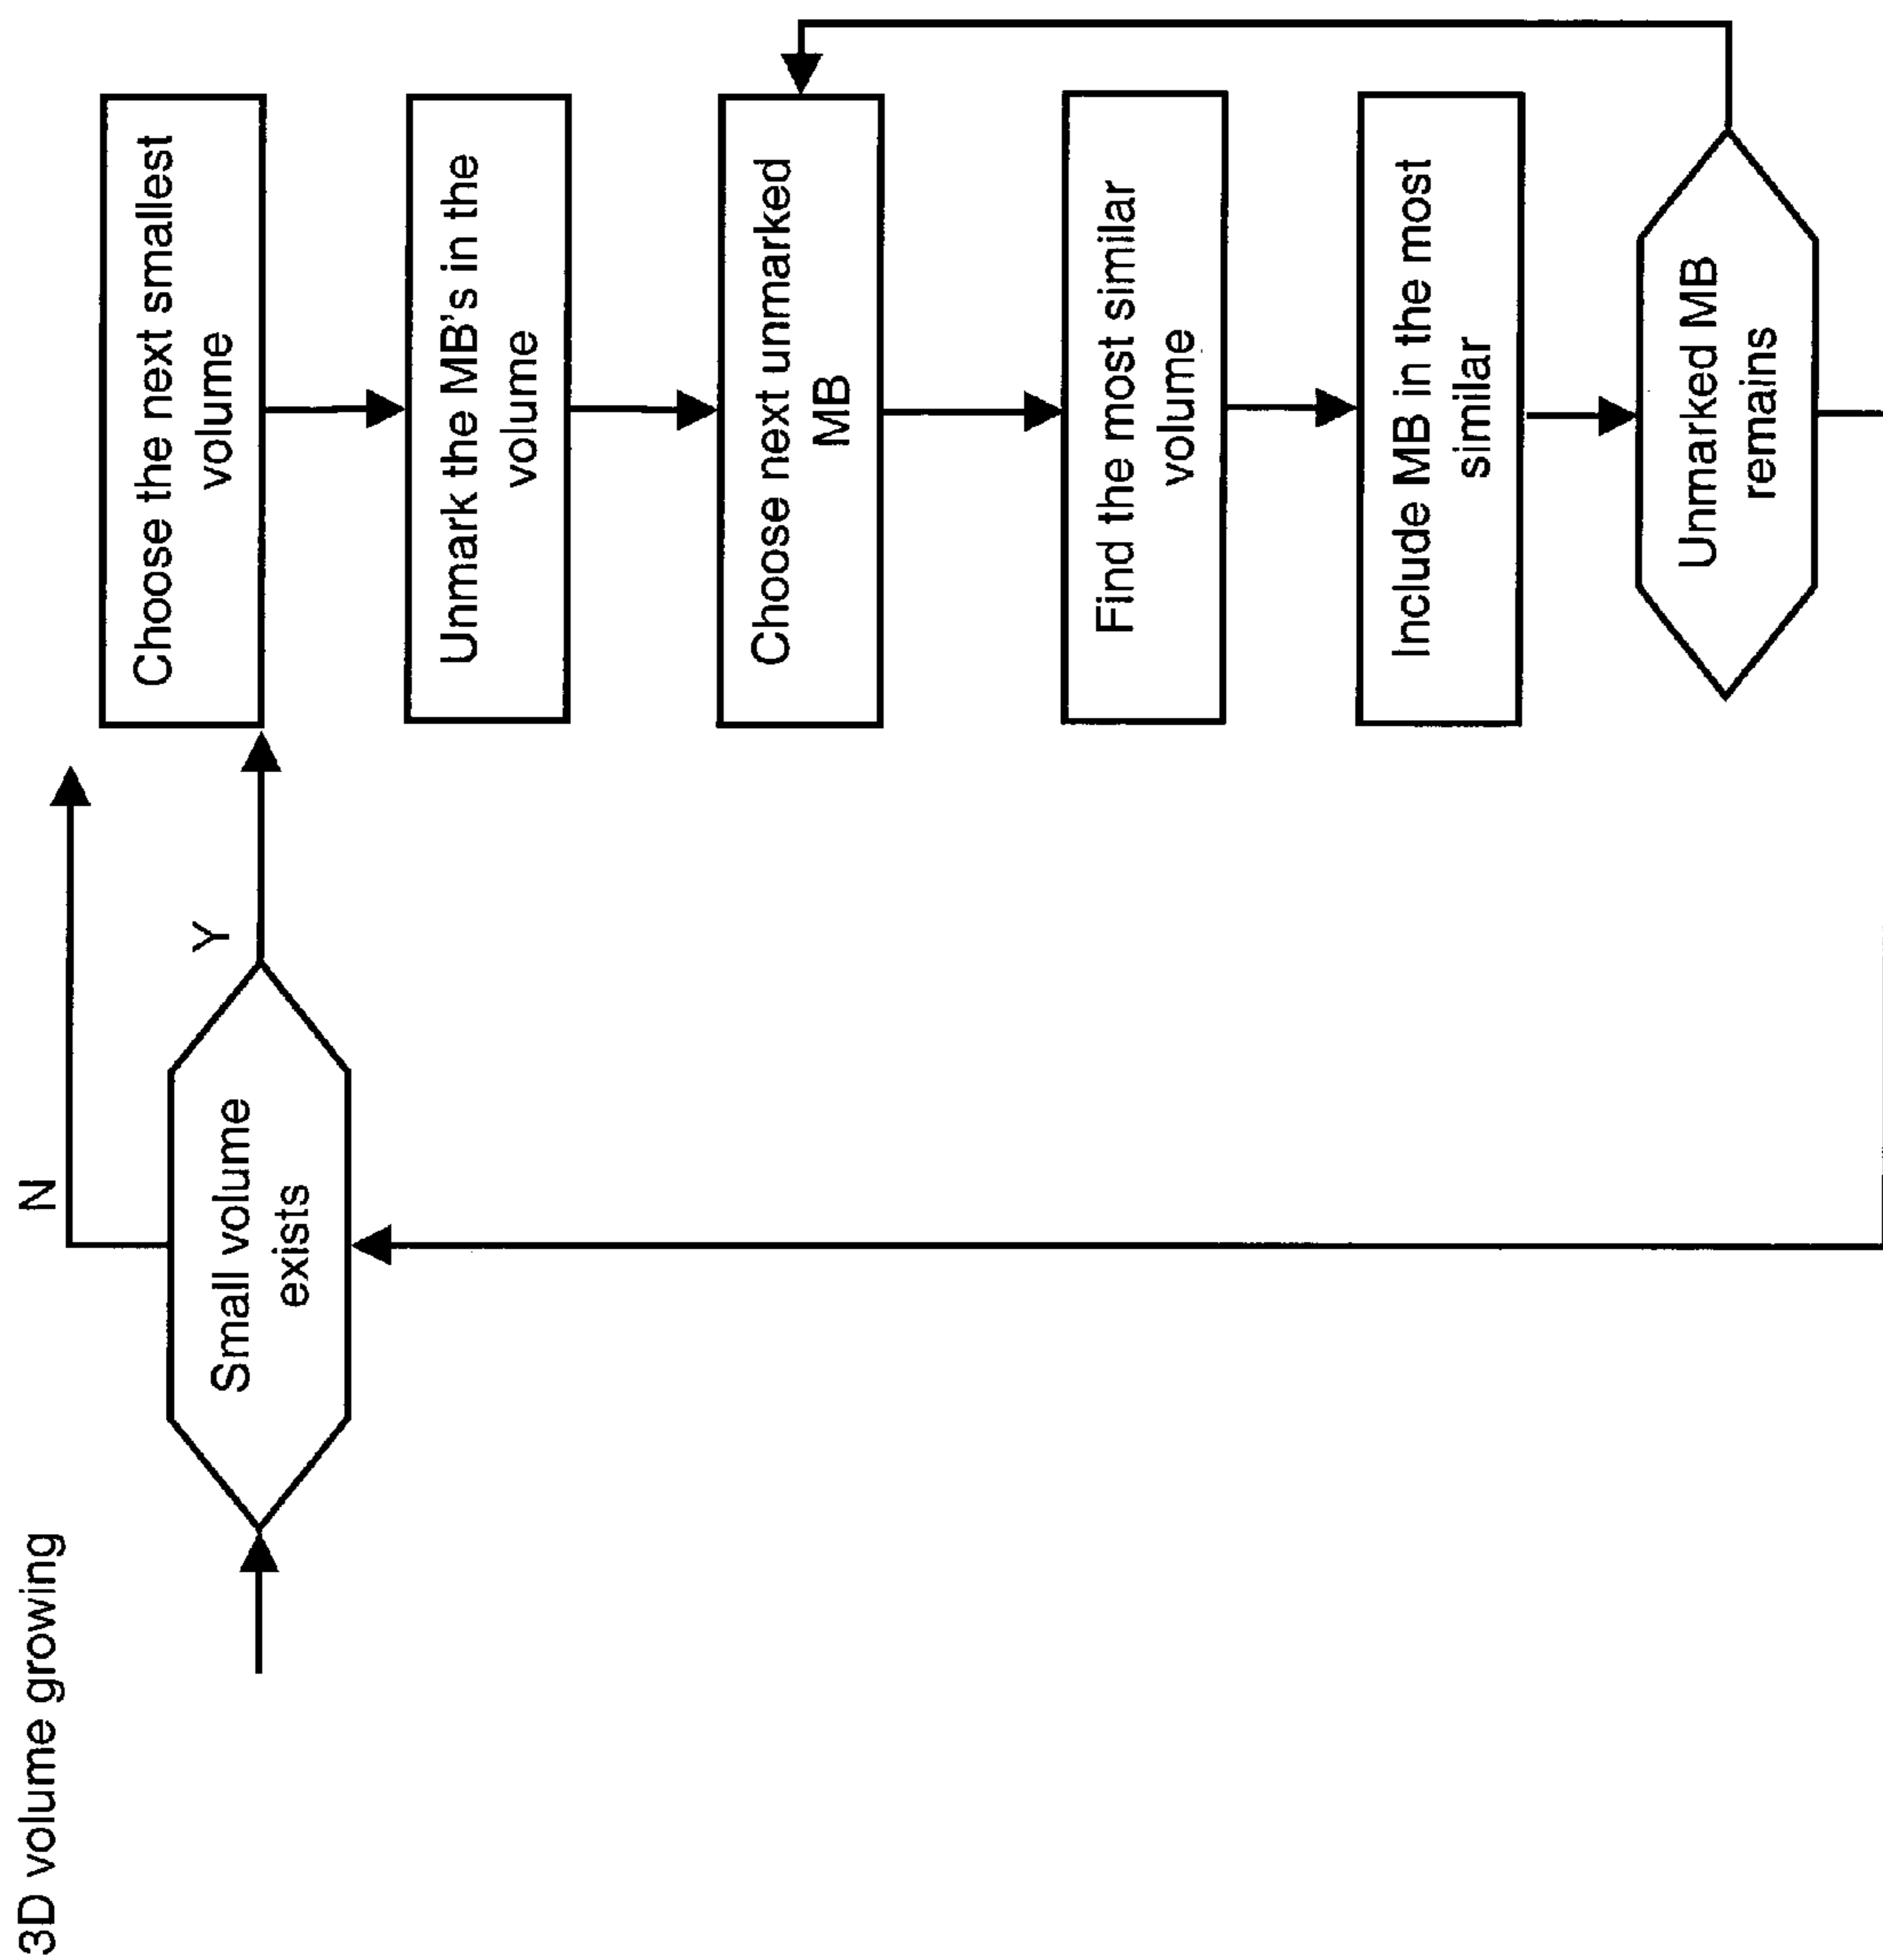 3D volume growing
Small volume
exists
N
Y
Choose the next smallest
volume
Unmark the MB's in the
volume
Choose next unmarked
MB
Find the most similar
volume
Include MB in the most
similar
Unmarked MB
remains